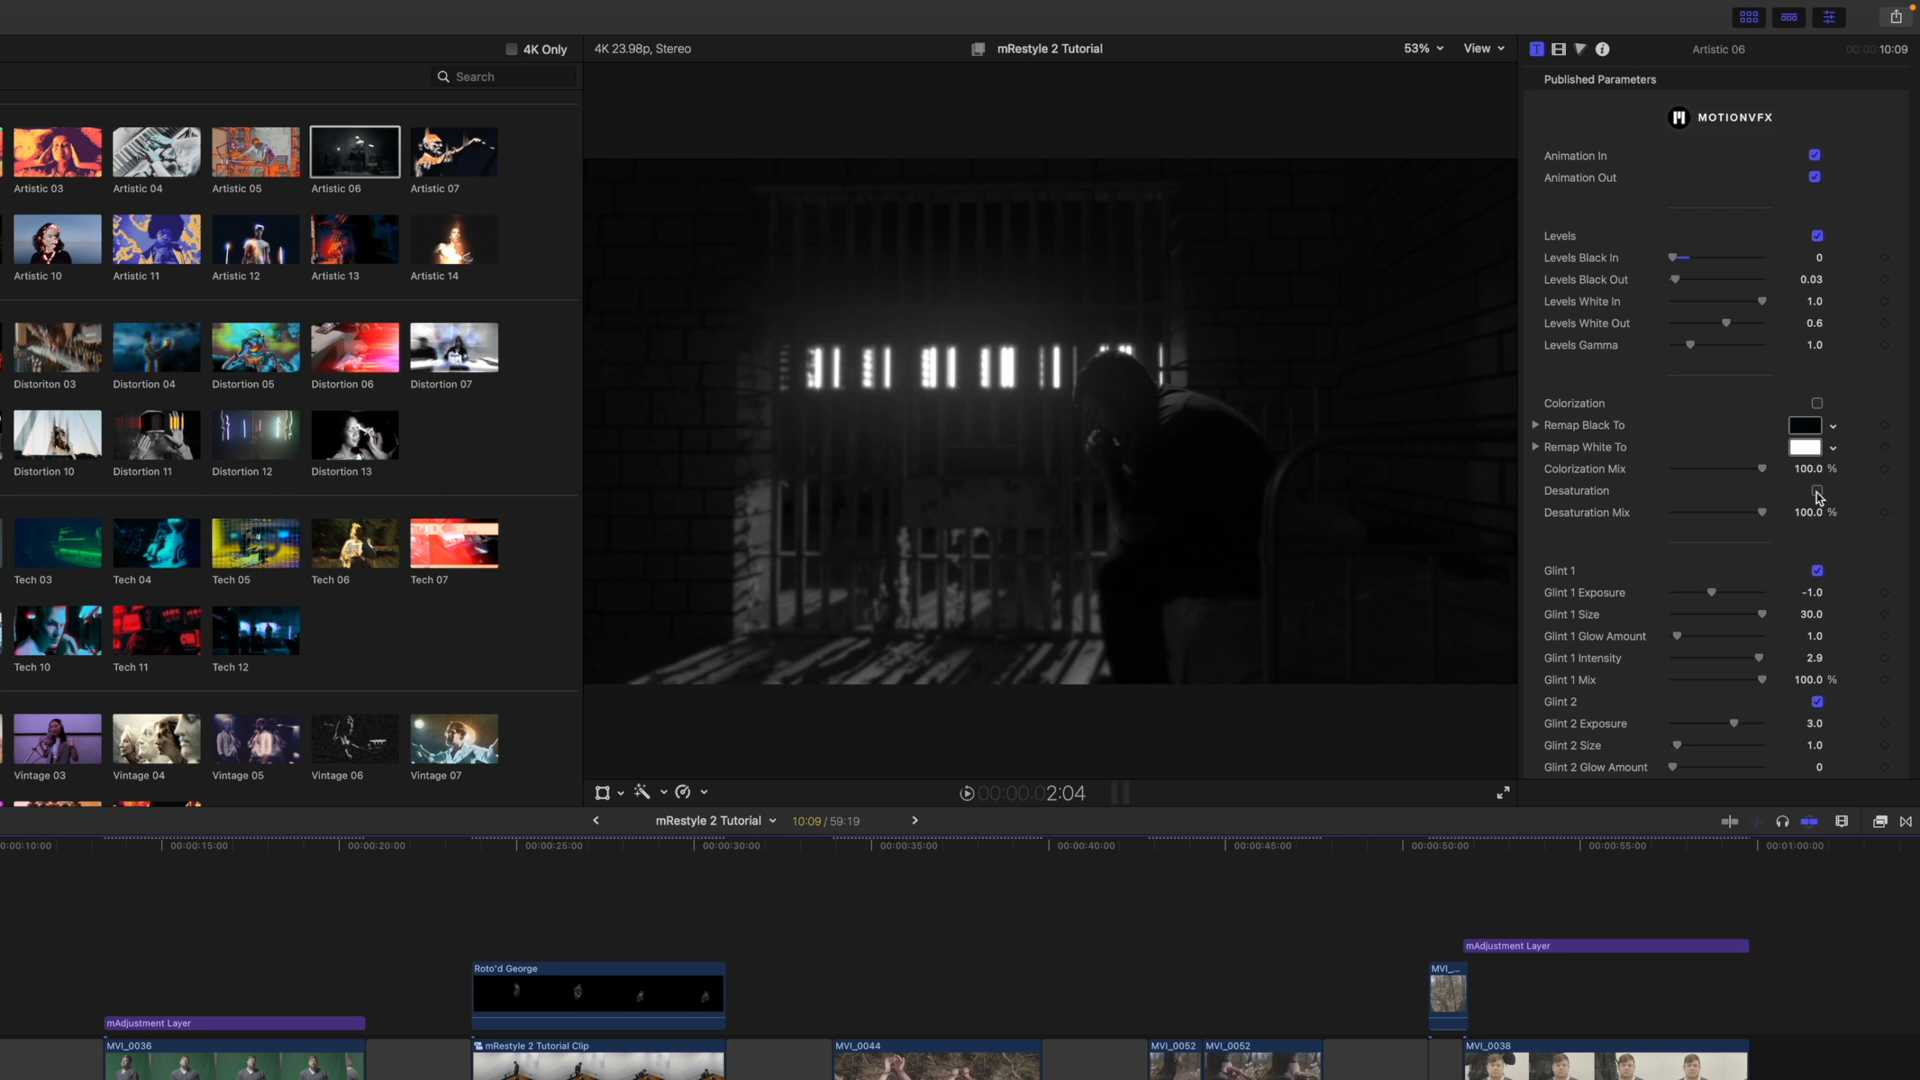 4K Only
Search
Artistic 03
Artistic 04
Artistic 05
Artistic 06
Artistic 07
Artistic 10
Artistic 11
Artistic 12
Artistic 13
Artistic 14
Distoriton 03
Distortion 04
Distortion 05
Distortion 06
Distortion 07
Distortion 10
Distortion 11
Distortion 12
Distortion 13
Tech 03
Tech 04
Tech 05
Tech 06
Tech 07
Tech 10
Tech 11
Tech 12
Vintage 03
Vintage 04
Vintage 05
Vintage 06
Vintage 07
4K 23.98p, Stereo
mRestyle 2 Tutorial
53%
View
00:00:00:02:04
Artistic 06
00:00:10:09
Published Parameters
MOTIONVFX
Animation In
Animation Out
Levels
Levels Black In 0
Levels Black Out 0.03
Levels White In 1.0
Levels White Out 0.6
Levels Gamma 1.0
Colorization
Remap Black To
Remap White To
Colorization Mix 100.0 %
Desaturation
Desaturation Mix 100.0 %
Glint 1
Glint 1 Exposure -1.0
Glint 1 Size 30.0
Glint 1 Glow Amount 1.0
Glint 1 Intensity 2.9
Glint 1 Mix 100.0 %
Glint 2
Glint 2 Exposure 3.0
Glint 2 Size 1.0
Glint 2 Glow Amount 0
mRestyle 2 Tutorial
10:09 / 59:19
0:00:10:00
00:00:15:00
00:00:20:00
00:00:25:00
00:00:30:00
00:00:35:00
00:00:40:00
00:00:45:00
00:00:50:00
00:00:55:00
00:01:00:00
mAdjustment Layer
Roto'd George
MVI_...
mAdjustment Layer
MVI_0036
mRestyle 2 Tutorial Clip
MVI_0044
MVI_0052
MVI_0052
MVI_0038